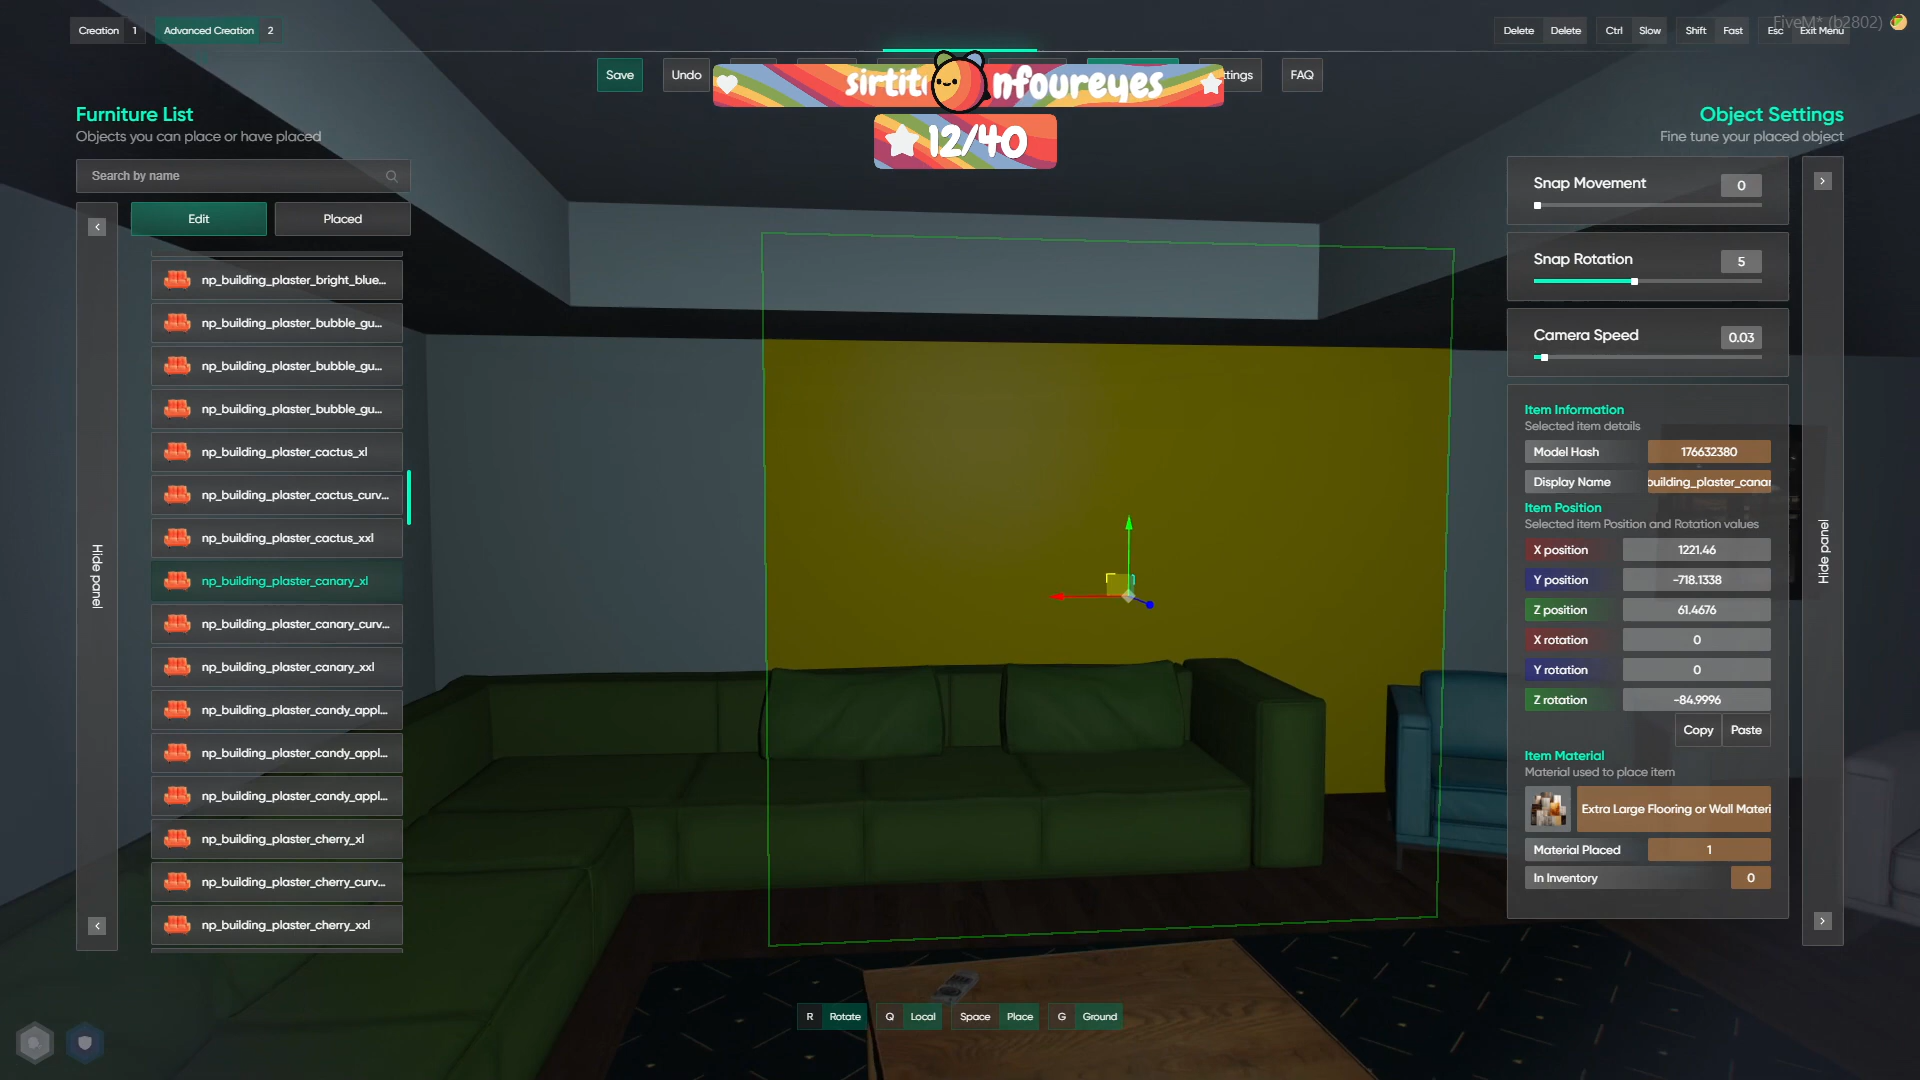 Creation 1 Advanced Creation 2
Delete Delete Ctrl Slow Shift Fast Esc Exit Menu
FiveM* (b2802)
Save Undo ttings FAQ
sirtit nfoureyes
12/40
Furniture List
Objects you can place or have placed
Search by name
Edit Placed
Hide panel
np_building_plaster_bright_blue...
np_building_plaster_bubble_gu...
np_building_plaster_bubble_gu...
np_building_plaster_bubble_gu...
np_building_plaster_cactus_xl
np_building_plaster_cactus_curv...
np_building_plaster_cactus_xxl
np_building_plaster_canary_xl
np_building_plaster_canary_curv...
np_building_plaster_canary_xxl
np_building_plaster_candy_appl...
np_building_plaster_candy_appl...
np_building_plaster_candy_appl...
np_building_plaster_cherry_xl
np_building_plaster_cherry_curv...
np_building_plaster_cherry_xxl
Object Settings
Fine tune your placed object
Snap Movement 0
Snap Rotation 5
Camera Speed 0.03
Item Information
Selected item details
Model Hash 176632380
Display Name building_plaster_canar
Item Position
Selected item Position and Rotation values
X position 1221.46
Y position -718.1338
Z position 61.4676
X rotation 0
Y rotation 0
Z rotation -84.9996
Copy Paste
Item Material
Material used to place item
Extra Large Flooring or Wall Materi
Material Placed 1
In Inventory 0
Hide panel
R Rotate Q Local Space Place G Ground